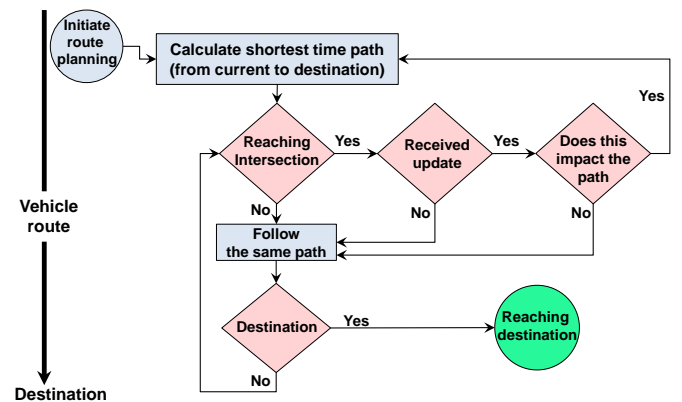 Initiate
route
planning
Calculate shortest time path
(from current to destination)
Yes
Reaching
Intersection
Yes
Received
update
Yes
Does this
impact the
path
No
No
No
Vehicle
route
Follow
the same path
Destination
Yes
Reaching
destination
No
Destination